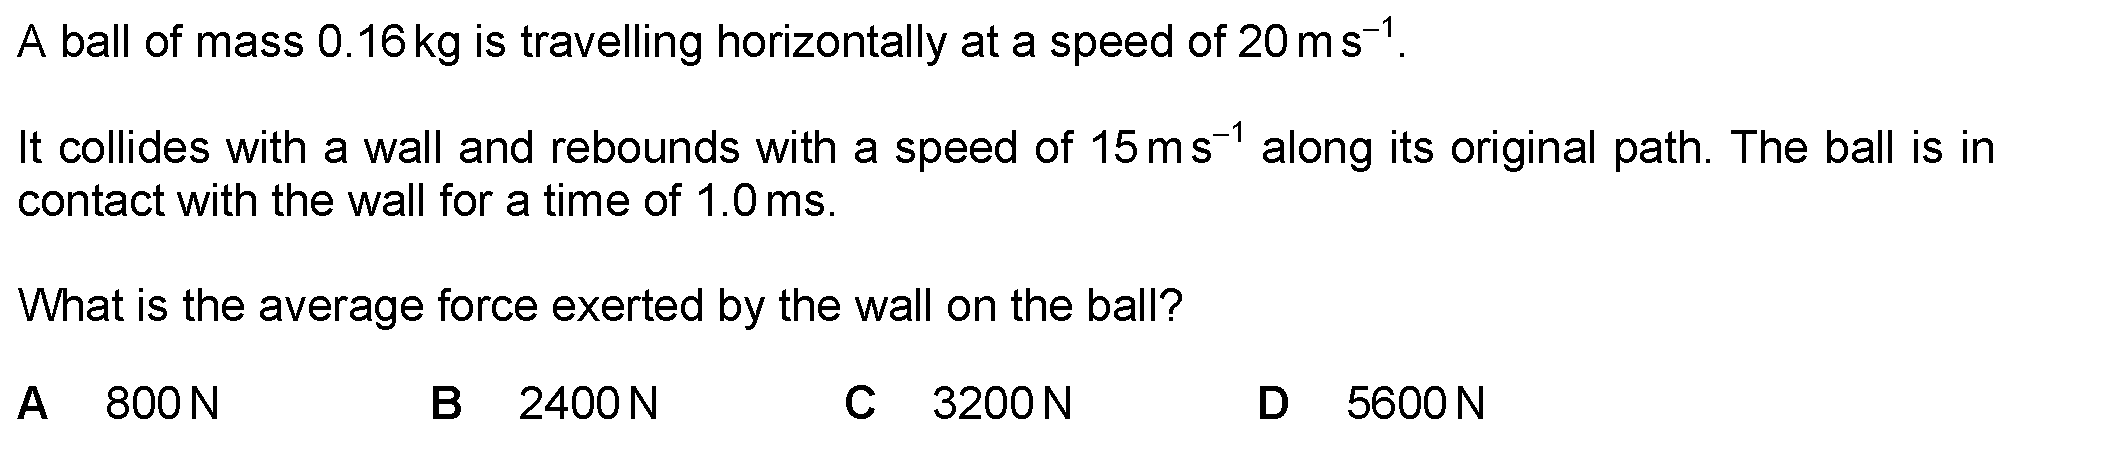 A ball of mass 0.16 kg is travelling horizontally at a speed of 20 m s⁻¹.
It collides with a wall and rebounds with a speed of 15 m s⁻¹ along its original path. The ball is in
contact with the wall for a time of 1.0 ms.
What is the average force exerted by the wall on the ball?
A 800 N B 2400 N C 3200 N D 5600 N